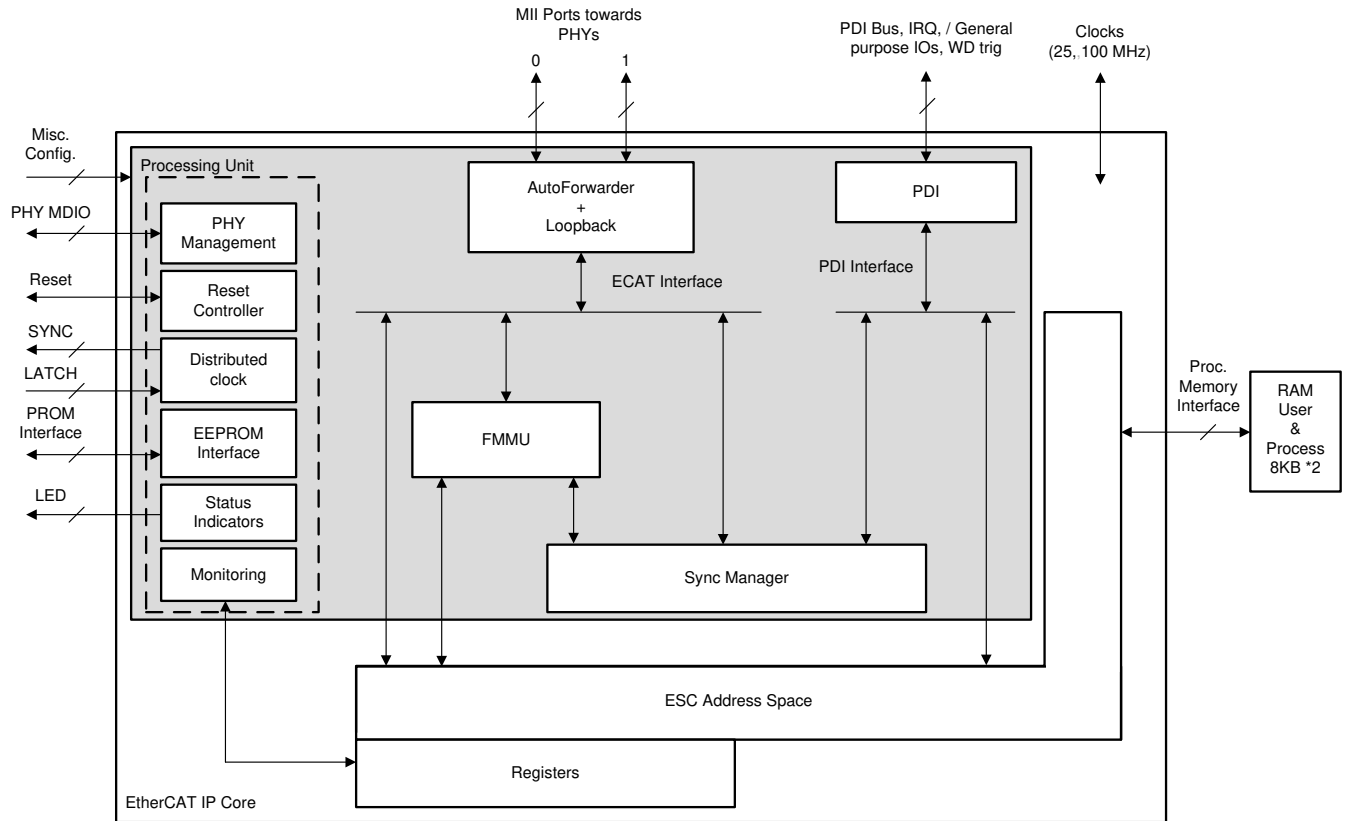 MII Ports towards
PHYs
0
1
PDI Bus, IRQ, / General
purpose IOs, WD trig
Clocks
(25,,100 MHz)
Misc.
Config.
Processing Unit
PHY MDIO
PHY
Management
Reset
Reset
Controller
SYNC
LATCH
Distributed
clock
PROM
Interface
EEPROM
Interface
LED
Status
Indicators
Monitoring
AutoForwarder
+
Loopback
PDI
ECAT Interface
PDI Interface
FMMU
Sync Manager
Proc.
Memory
Interface
RAM
User
&
Process
8KB *2
ESC Address Space
Registers
EtherCAT IP Core